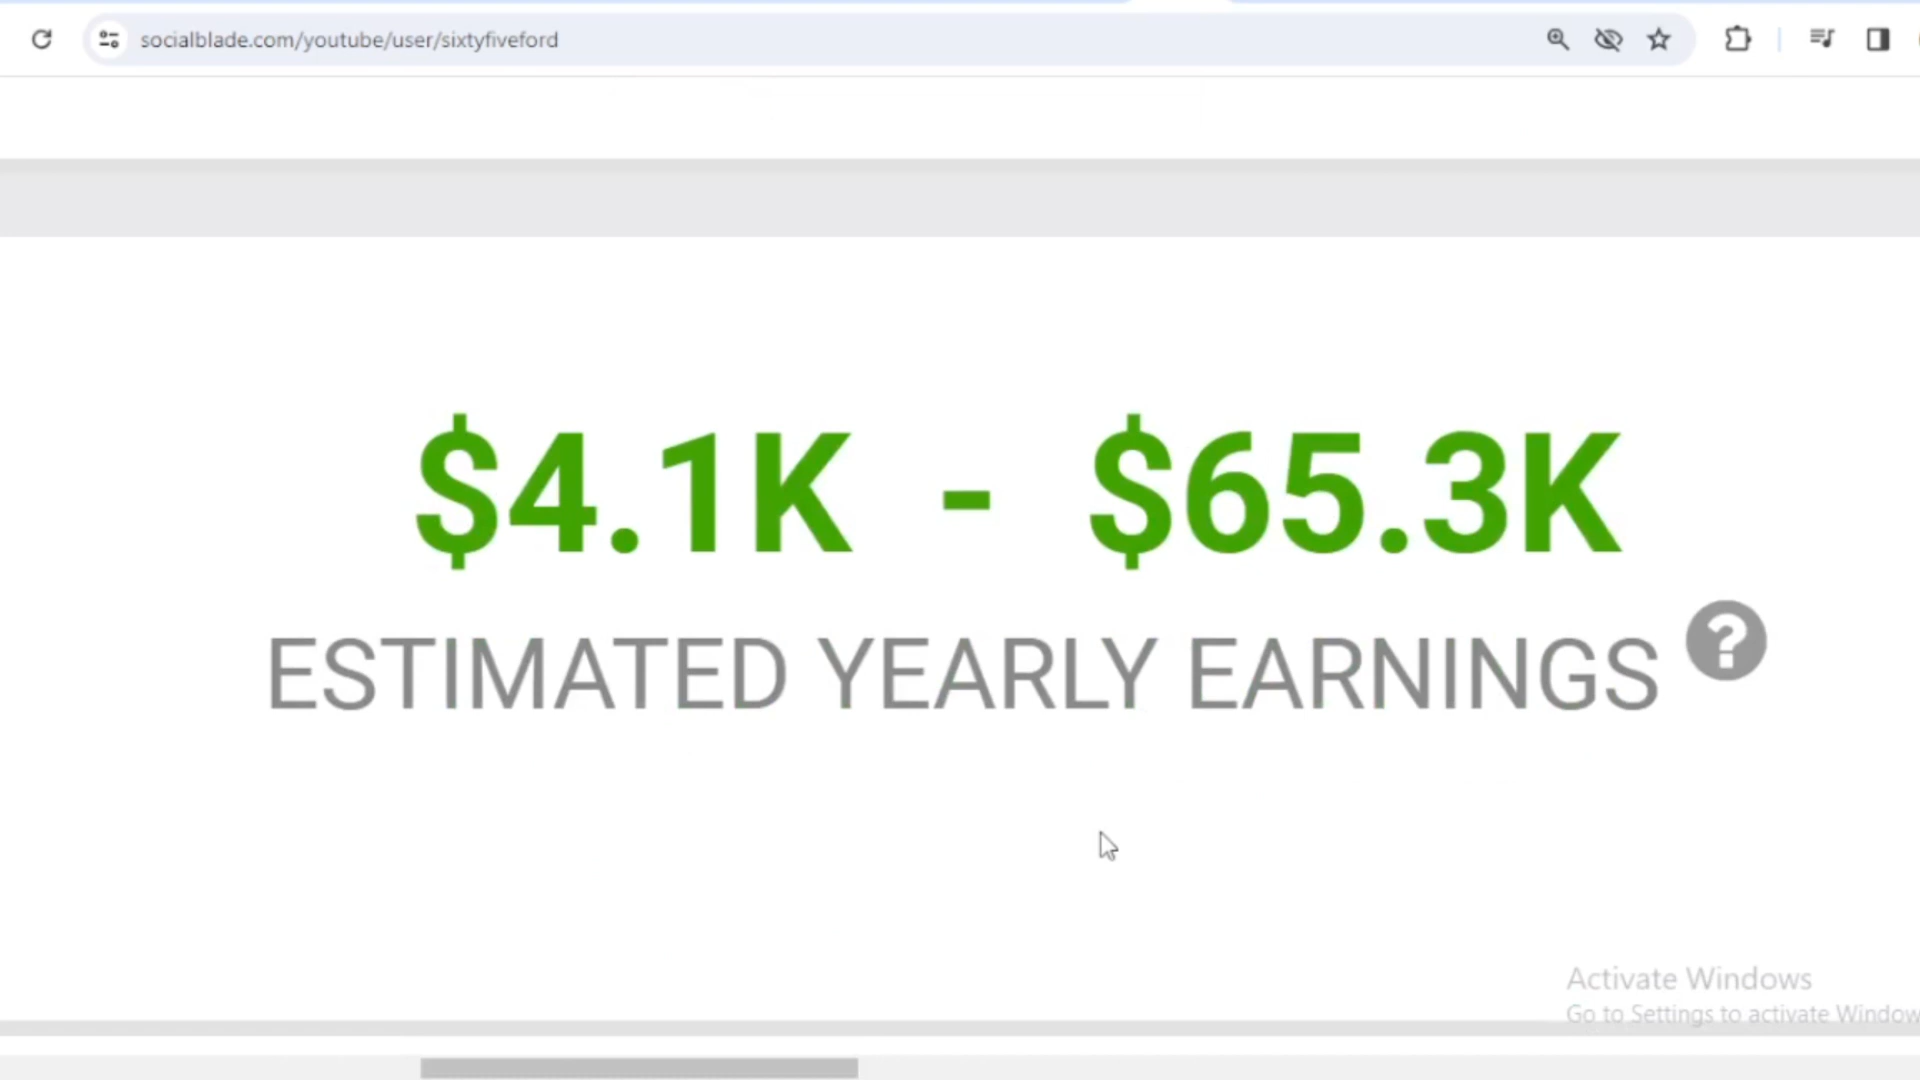 socialblade.com/youtube/user/sixtyfiveford
$4.1K - $65.3K
ESTIMATED YEARLY EARNINGS ?
Activate Windows
Go to Settings to activate Window